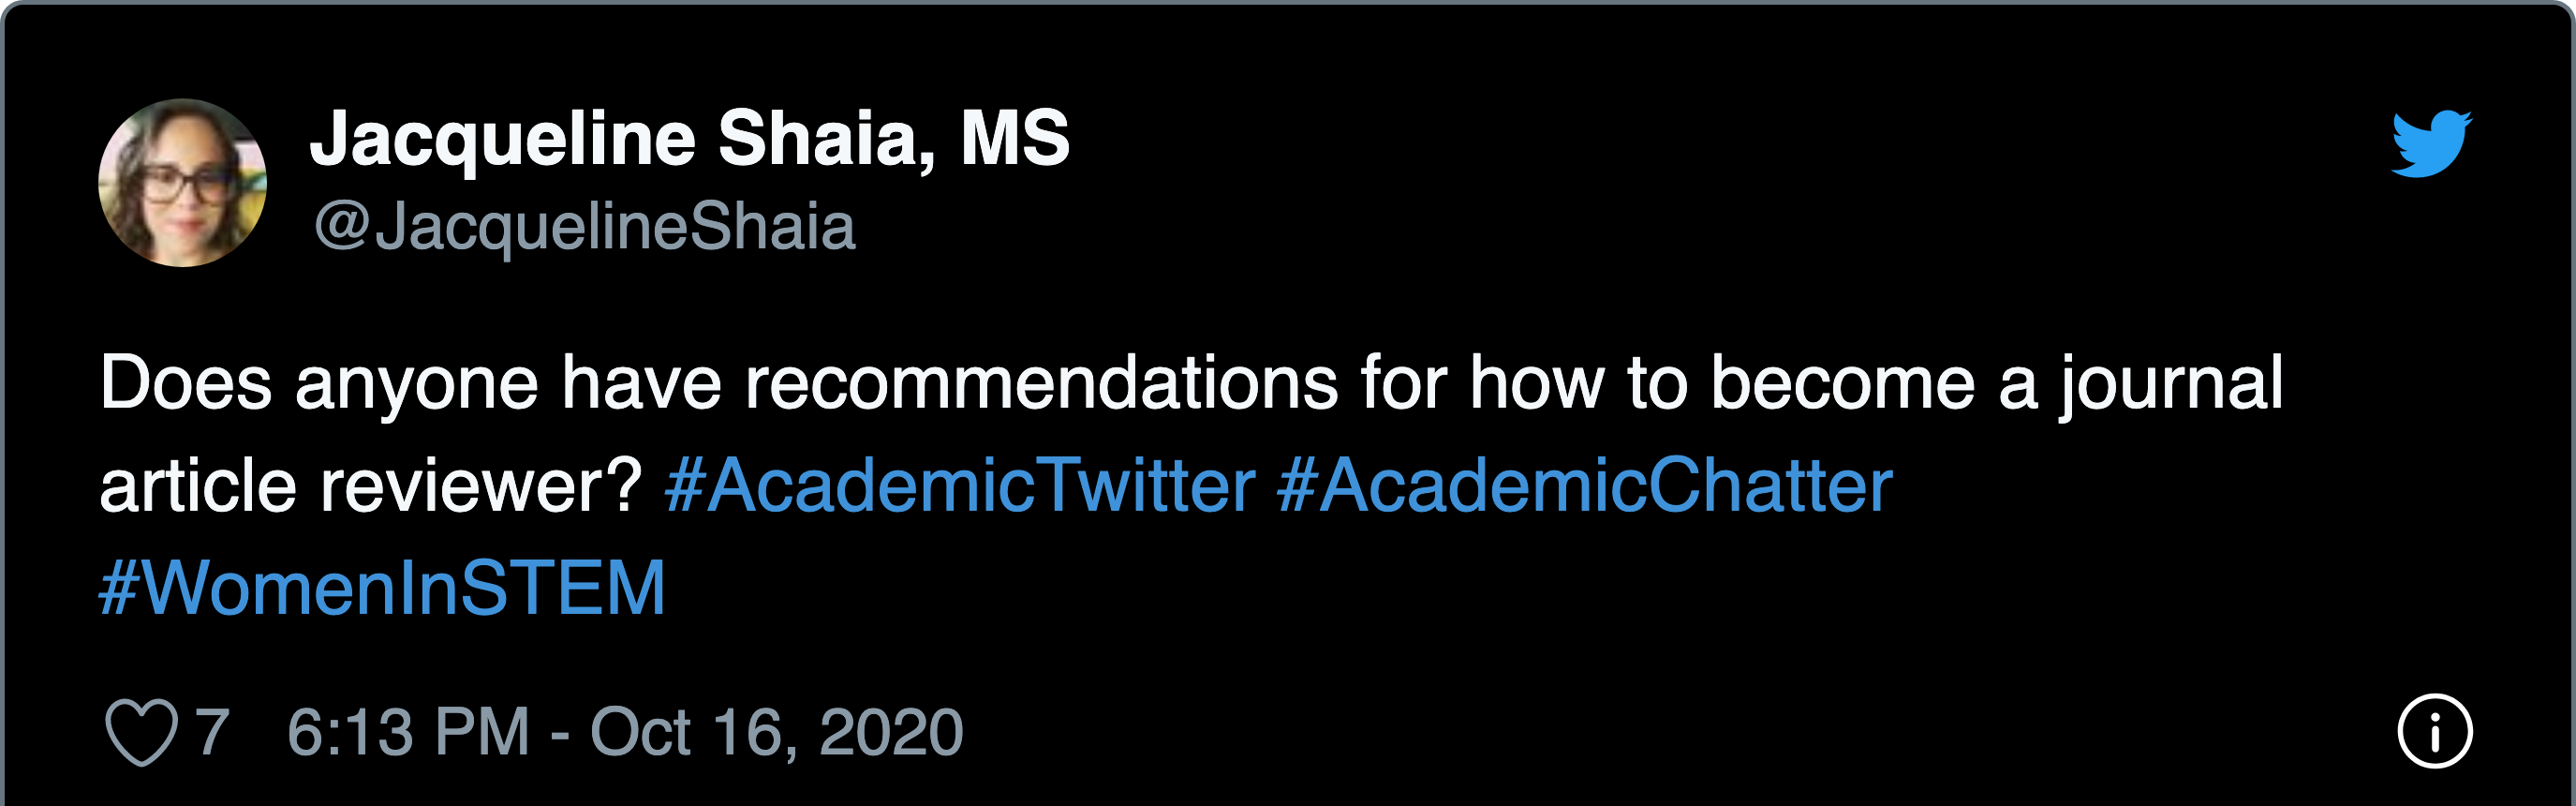 Jacqueline Shaia, MS
@JacquelineShaia
Does anyone have recommendations for how to become a journal
article reviewer? #AcademicTwitter #AcademicChatter
#WomenInSTEM
7 6:13 PM - Oct 16, 2020